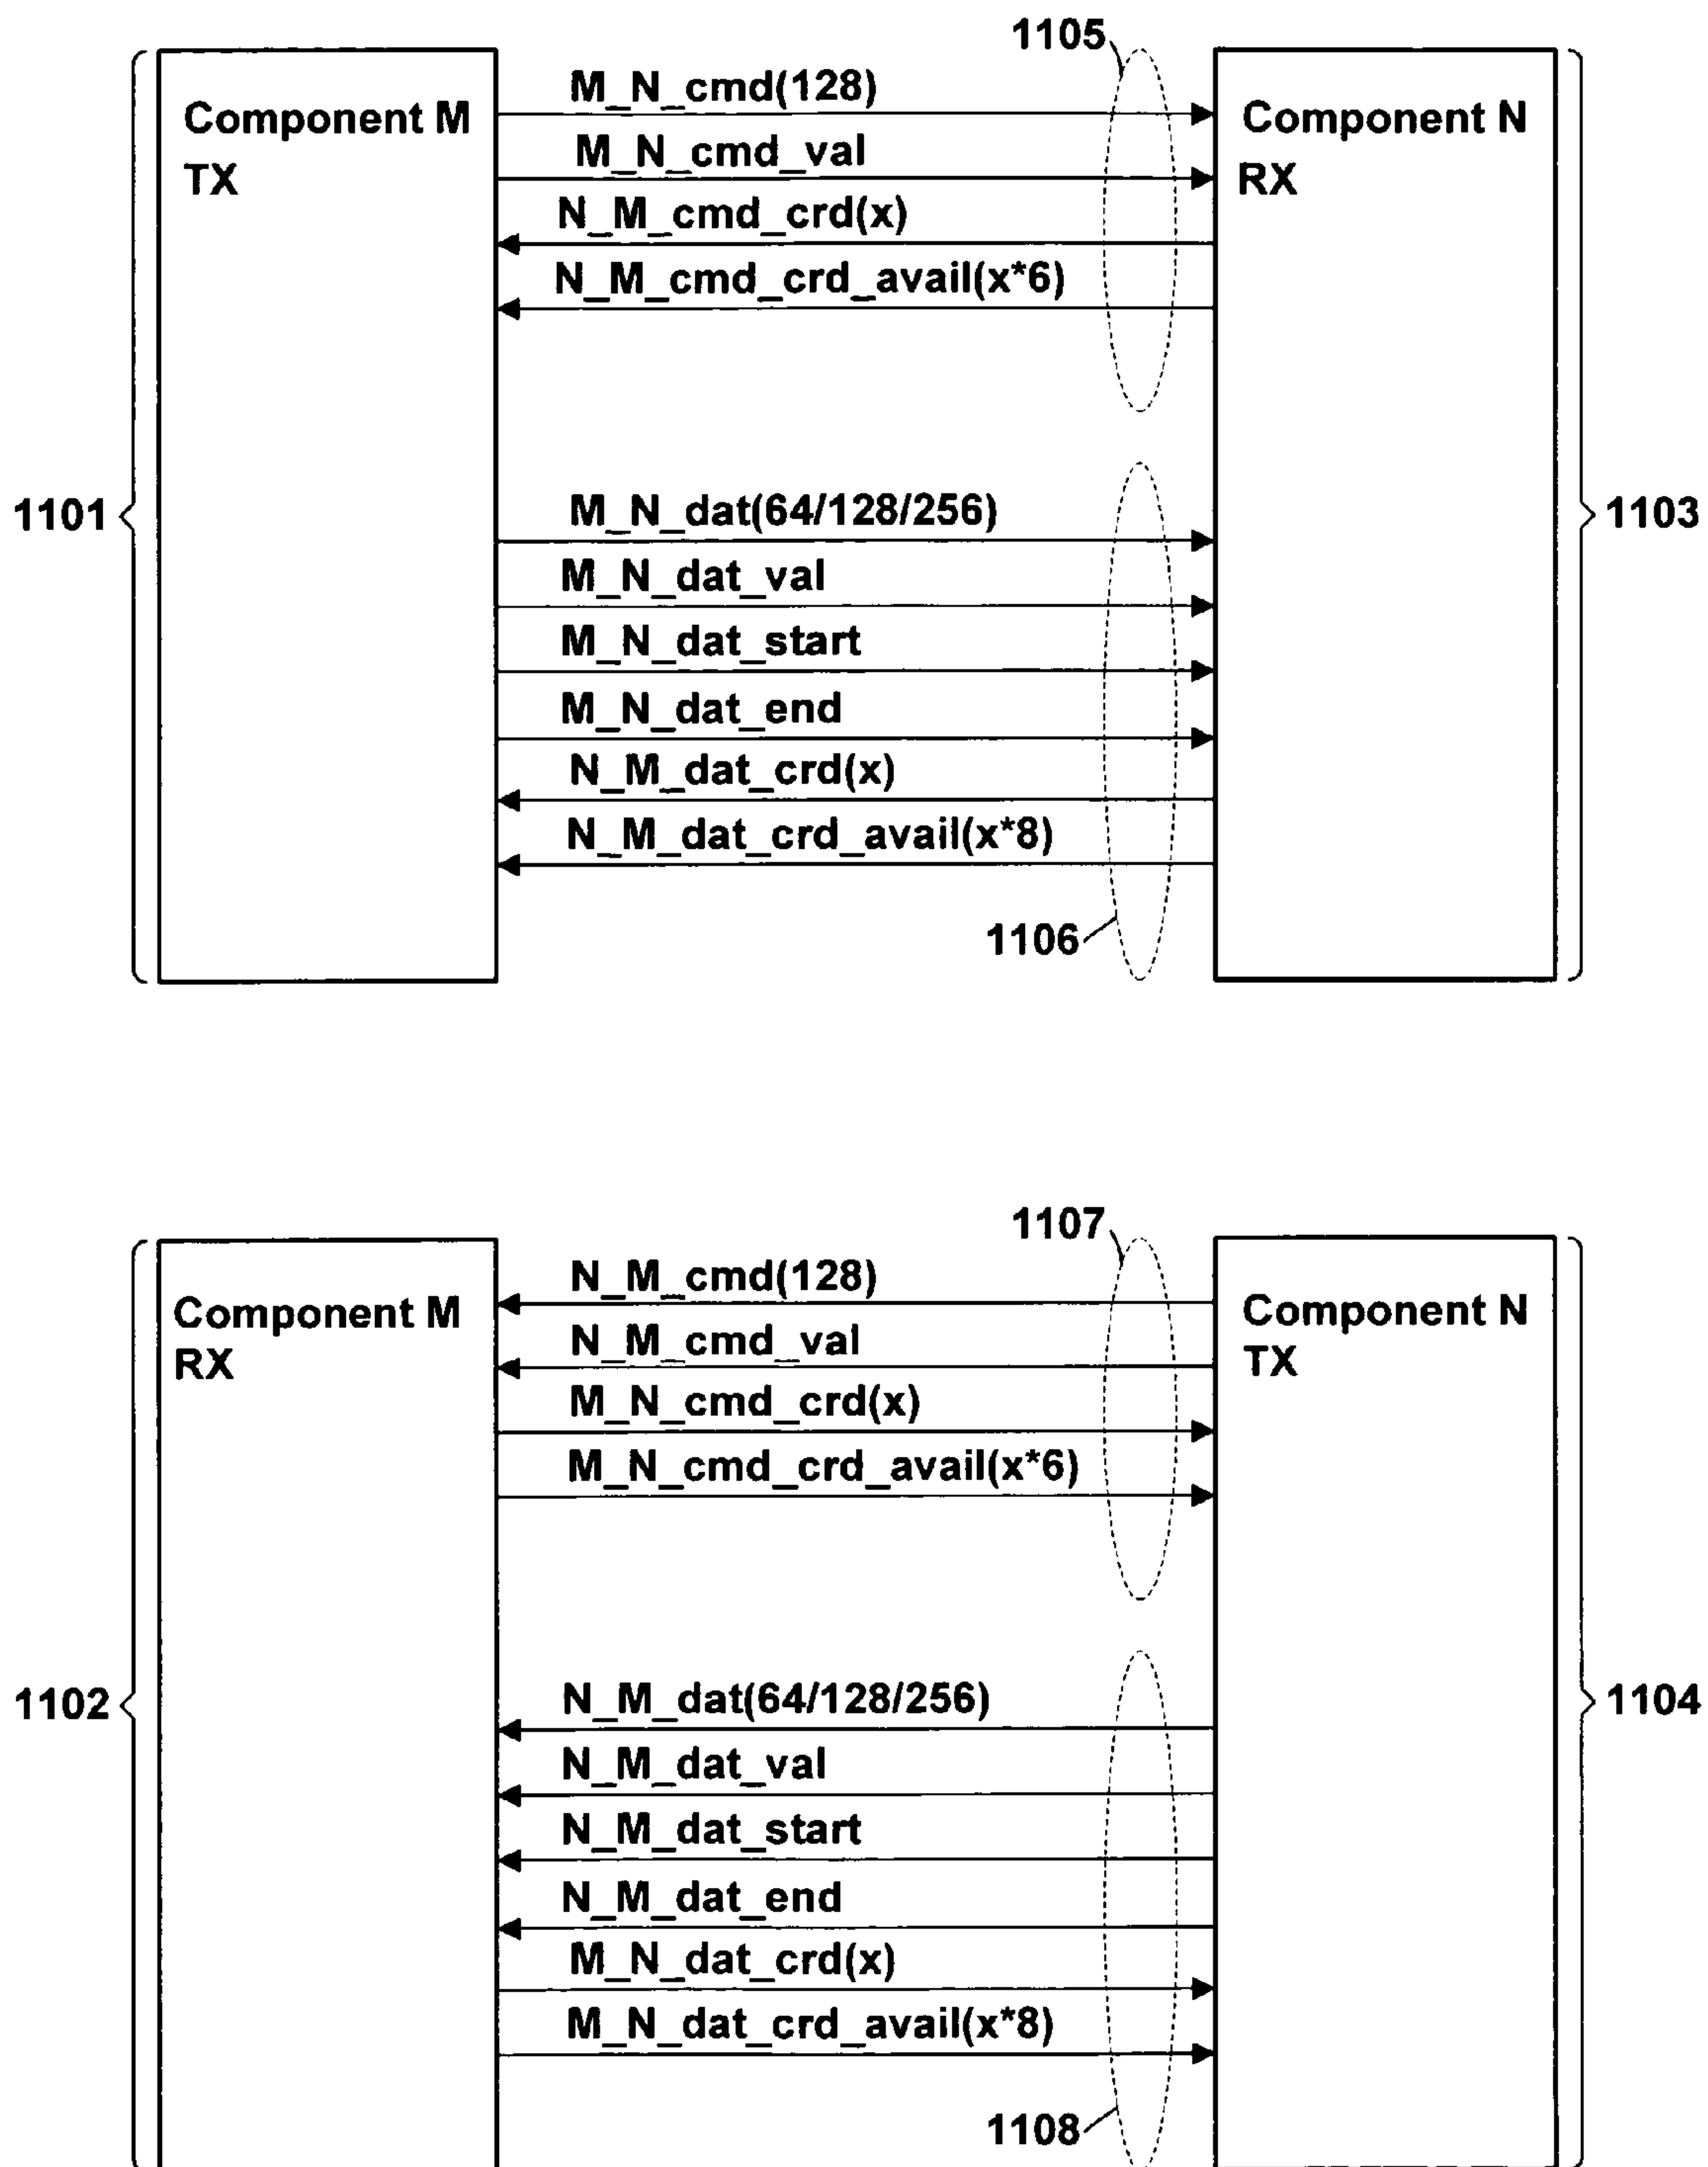 1105
M_N_cmd(128)
Component M
TX
Component N
RX
M_N_cmd_val
N_M_cmd_crd(x)
N_M_cmd_crd_avail(x*6)
1101
1103
M_N_dat(64/128/256)
M_N_dat_val
M_N_dat_start
M_N_dat_end
N_M_dat_crd(x)
N_M_dat_crd_avail(x*8)
1106
1107
N_M_cmd(128)
Component M
RX
Component N
TX
N_M_cmd_val
M_N_cmd_crd(x)
M_N_cmd_crd_avail(x*6)
1102
1104
N_M_dat(64/128/256)
N_M_dat_val
N_M_dat_start
N_M_dat_end
M_N_dat_crd(x)
M_N_dat_crd_avail(x*8)
1108